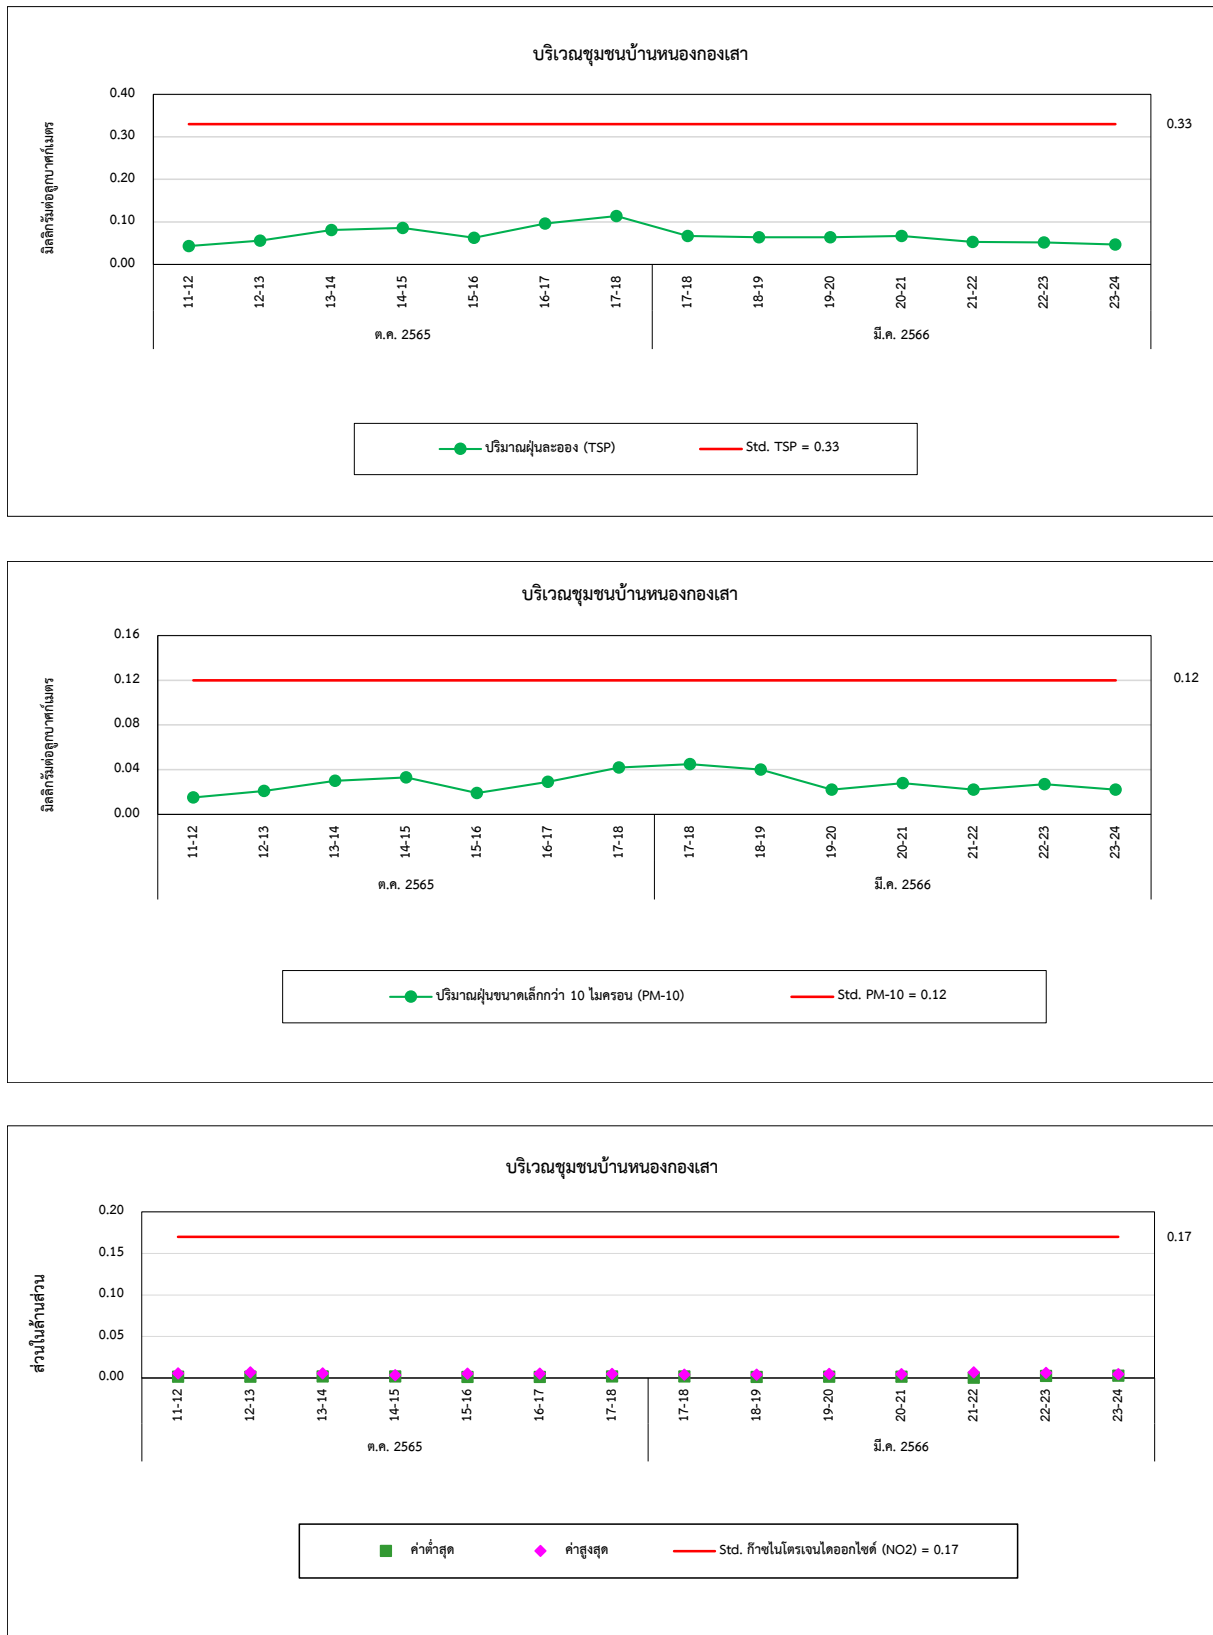 บริเวณชุมชนบ้านหนองกองเสา
มิลลิกรัมต่อลูกบาศก์เมตร
0.40
0.30
0.20
0.10
0.00
0.33
11-12 12-13 13-14 14-15 15-16 16-17 17-18 17-18 18-19 19-20 20-21 21-22 22-23 23-24
ต.ค. 2565 มี.ค. 2566
ปริมาณฝุ่นละออง (TSP) Std. TSP = 0.33
บริเวณชุมชนบ้านหนองกองเสา
มิลลิกรัมต่อลูกบาศก์เมตร
0.16
0.12
0.08
0.04
0.00
0.12
11-12 12-13 13-14 14-15 15-16 16-17 17-18 17-18 18-19 19-20 20-21 21-22 22-23 23-24
ต.ค. 2565 มี.ค. 2566
ปริมาณฝุ่นขนาดเล็กกว่า 10 ไมครอน (PM-10) Std. PM-10 = 0.12
บริเวณชุมชนบ้านหนองกองเสา
ส่วนในล้านส่วน
0.20
0.15
0.10
0.05
0.00
0.17
11-12 12-13 13-14 14-15 15-16 16-17 17-18 17-18 18-19 19-20 20-21 21-22 22-23 23-24
ต.ค. 2565 มี.ค. 2566
ค่าต่ำสุด ค่าสูงสุด Std. ก๊าซไนโตรเจนไดออกไซด์ (NO2) = 0.17